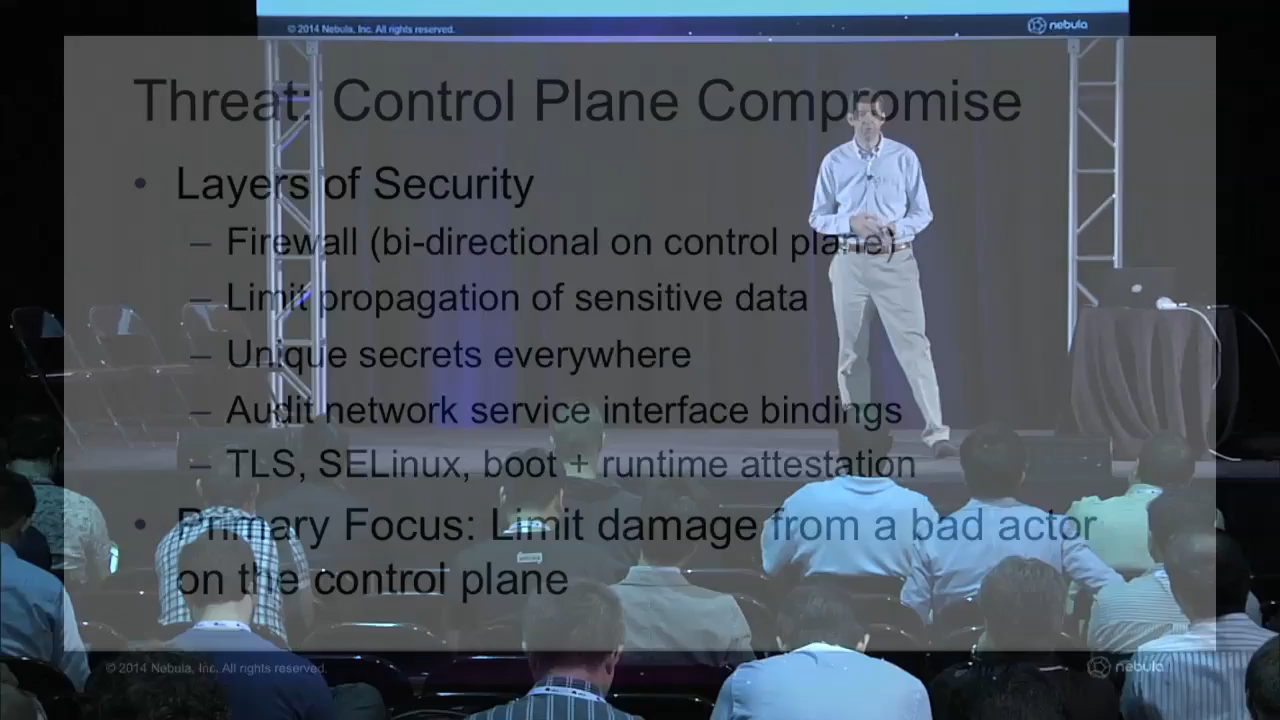 © 2014 Nebula, Inc. All rights reserved.
nebula
Threat: Control Plane Compromise
• Layers of Security
– Firewall (bi-directional on control plane)
– Limit propagation of sensitive data
– Unique secrets everywhere
– Audit network service interface bindings
– TLS, SELinux, boot + runtime attestation
• Primary Focus: Limit damage from a bad actor
on the control plane
© 2014 Nebula, Inc. All rights reserved.
nebula